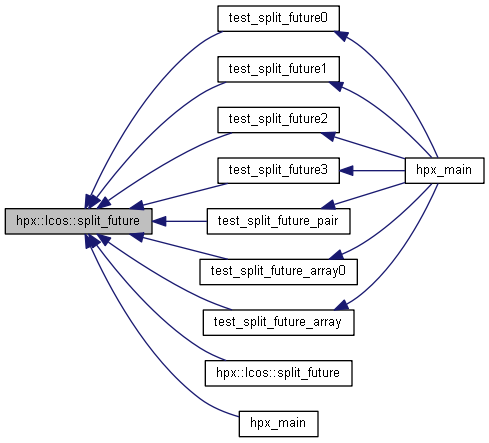 test_split_future0
test_split_future1
test_split_future2
test_split_future3
hpx_main
hpx::lcos::split_future
test_split_future_pair
test_split_future_array0
test_split_future_array
hpx::lcos::split_future
hpx_main